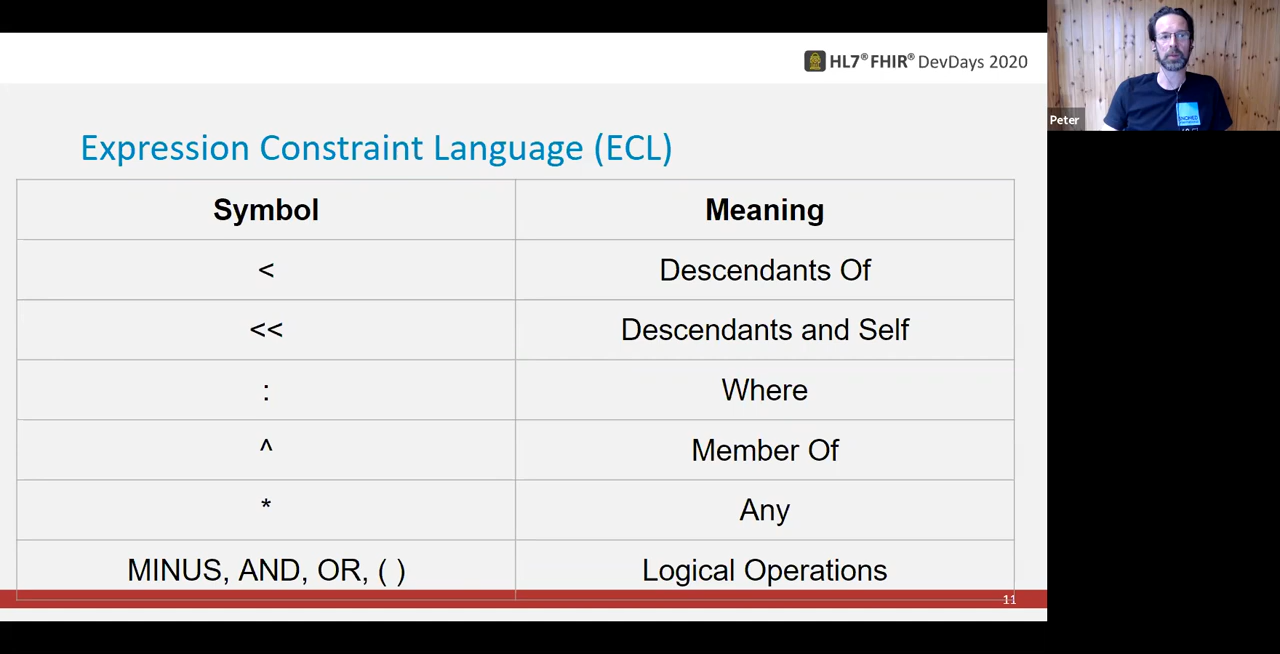 HL7® FHIR® DevDays 2020
Peter
Expression Constraint Language (ECL)
Symbol Meaning
< Descendants Of
<< Descendants and Self
: Where
^ Member Of
* Any
MINUS, AND, OR, ( ) Logical Operations
11